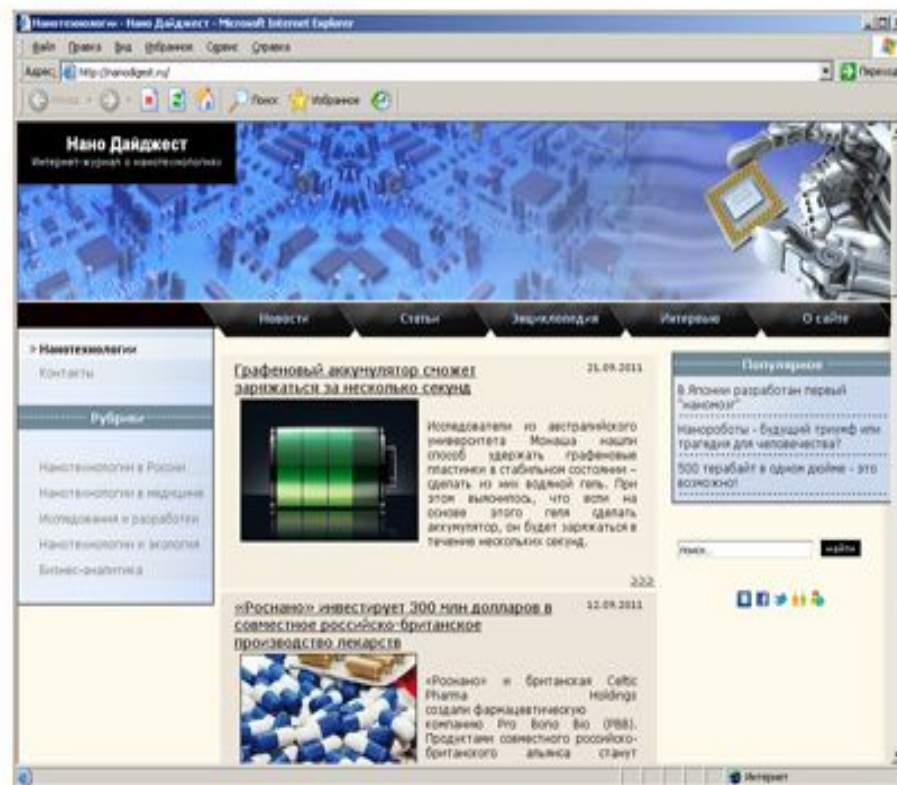 Нанотехнологии - Нано Дайджест - Microsoft Internet Explorer
Файл Правка Вид Избранное Сервис Справка
Адрес: http://nanodigest.ru/ Переход
Поиск Избранное
Нано Дайджест
Интернет-журнал о нанотехнологиях
Новости Статьи Энциклопедия Интервью О сайте
> Нанотехнологии
Контакты
Рубрики
Нанотехнологии в России
Нанотехнологии в медицине
Исследования и разработки
Нанотехнологии и экология
Бизнес-аналитика
Графеновый аккумулятор сможет
заряжаться за несколько секунд
21.09.2011
Исследователи из австралийского
университета Монаша нашли
способ удержать графеновые
пластинки в стабильном состоянии –
сделать из них водяной гель. При
этом выяснилось, что если на
основе этого геля сделать
аккумулятор, он будет заряжаться в
течение нескольких секунд.
>>>
«Роснано» инвестирует 300 млн долларов в
совместное российско-британское
производство лекарств
12.09.2011
«Роснано» и британская Celtic
Pharma Holdings
создали фармацевтическую
компанию Pro Bono Bio (PBB).
Продуктами совместного российско-
британского альянса станут
Популярное
В Японии разработан первый
"наномозг"
Нанороботы - будущий триумф или
трагедия для человечества?
500 терабайт в одном дюйме - это
возможно!
поиск... найти
Интернет